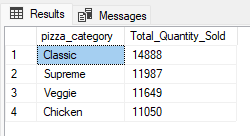 Results Messages
pizza_category Total_Quantity_Sold
1 Classic 14888
2 Supreme 11987
3 Veggie 11649
4 Chicken 11050